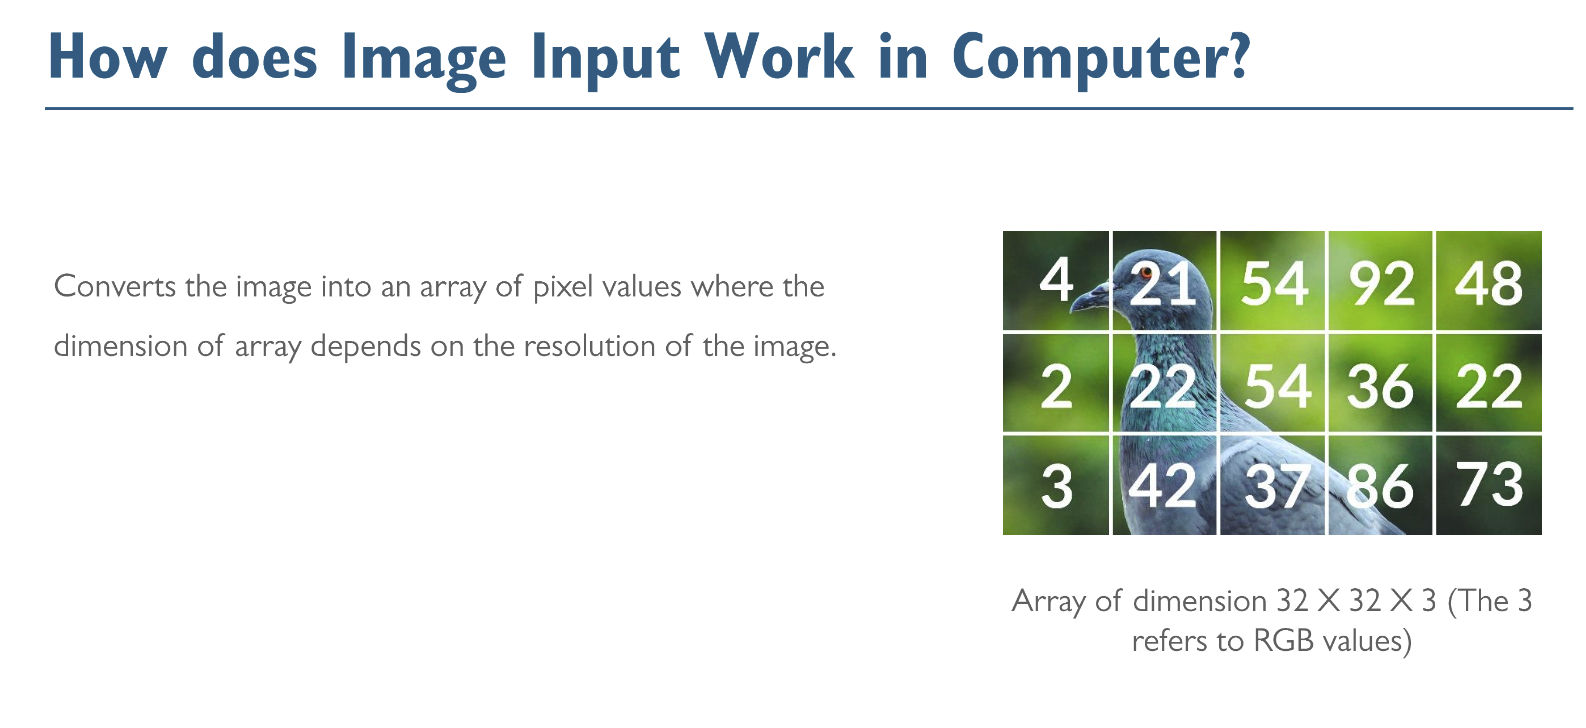 How does Image Input Work in Computer?
Converts the image into an array of pixel values where the
dimension of array depends on the resolution of the image.
4 21 54 92 48
2 22 54 36 22
3 42 37 86 73
Array of dimension 32 X 32 X 3 (The 3
refers to RGB values)